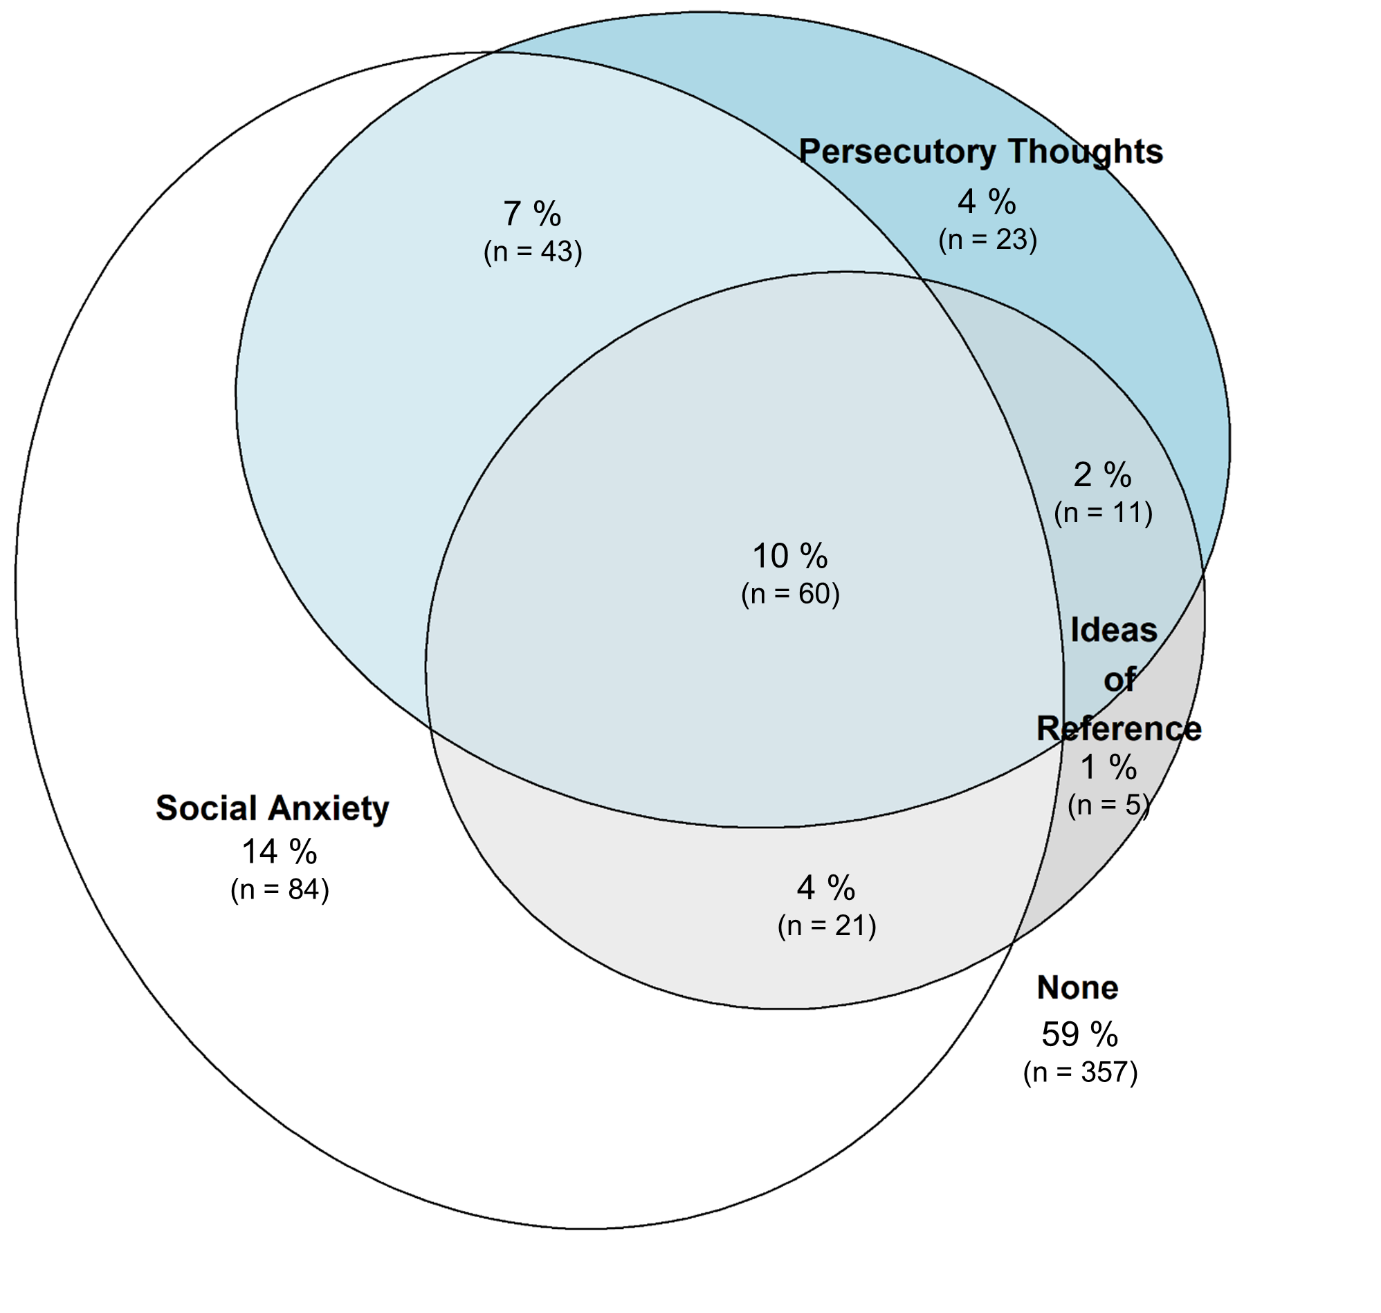 Persecutory Thoughts
4 %
(n = 23)
7 %
(n = 43)
2 %
(n = 11)
10 %
(n = 60)
Ideas
of
Reference
1 %
(n = 5)
Social Anxiety
14 %
(n = 84)
4 %
(n = 21)
None
59 %
(n = 357)